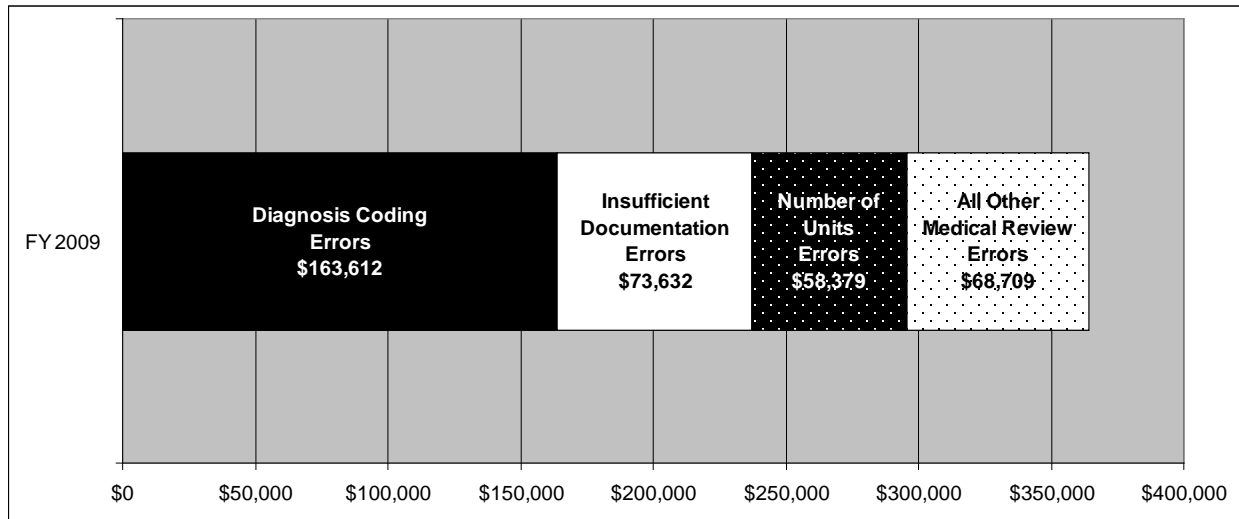 FY 2009
Diagnosis Coding
Errors
$163,612
Insufficient
Documentation
Errors
$73,632
Number of
Units
Errors
$58,379
All Other
Medical Review
Errors
$68,709
$0 $50,000 $100,000 $150,000 $200,000 $250,000 $300,000 $350,000 $400,000